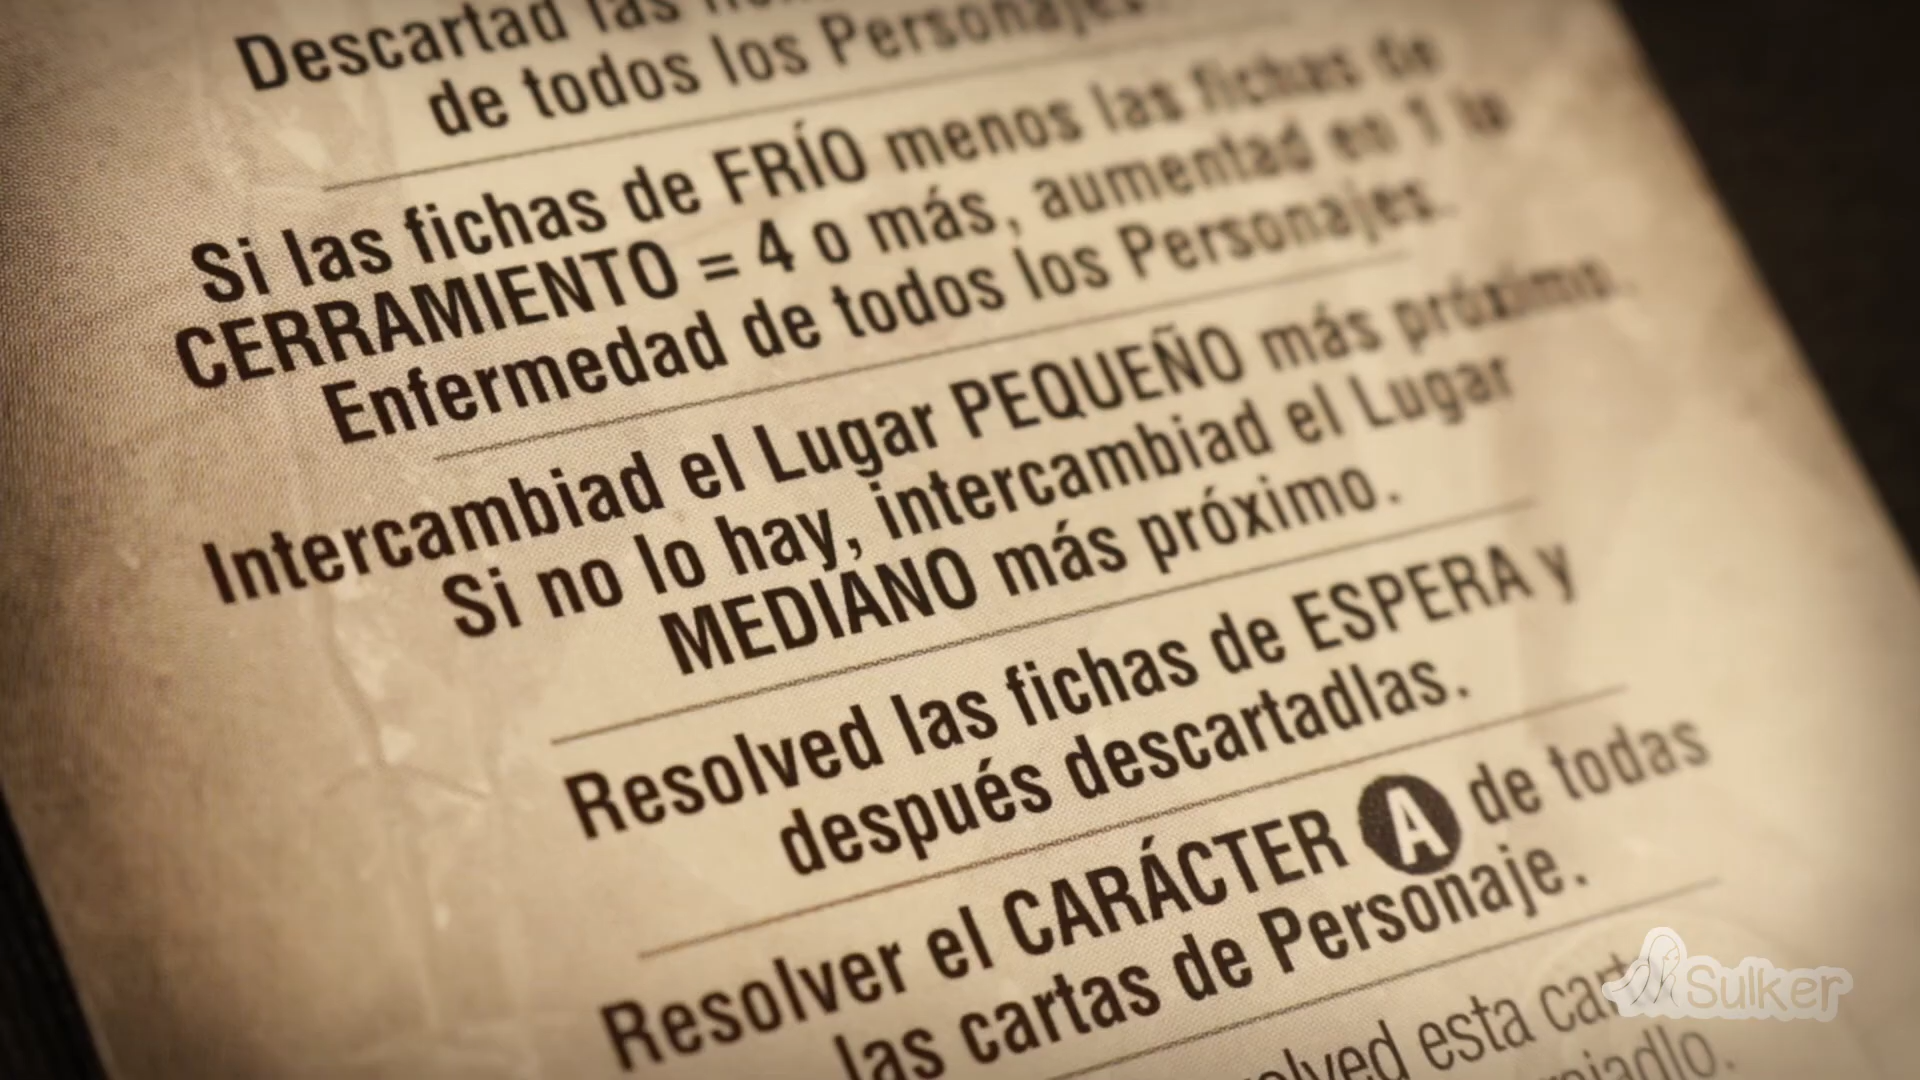 Descartad las
de todos los Personajes.
Si las fichas de FRÍO menos las fichas de
CERRAMIENTO = 4 o más, aumentad en 1 la
Enfermedad de todos los Personajes.
Intercambiad el Lugar PEQUEÑO más próximo.
Si no lo hay, intercambiad el Lugar
MEDIANO más próximo.
Resolved las fichas de ESPERA y
después descartadlas.
Resolver el CARÁCTER A de todas
las cartas de Personaje.
esta
Sulker